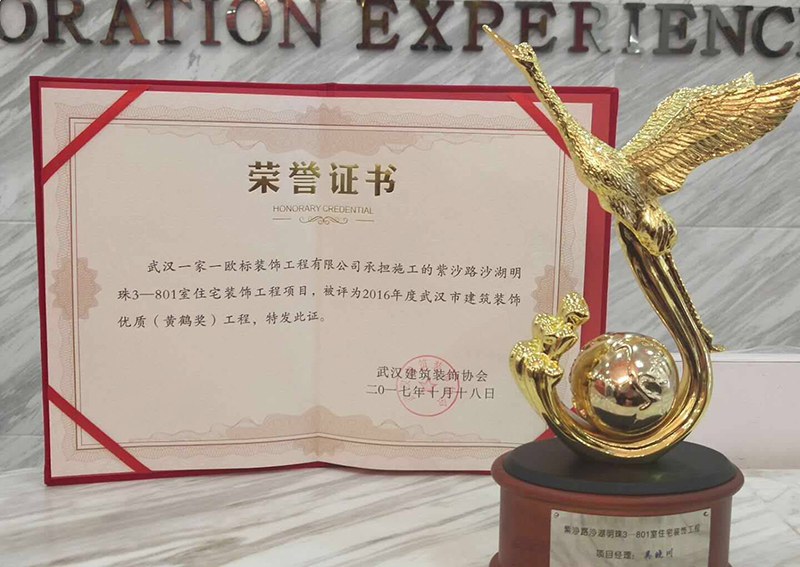 ORATION EXPERIENC
荣誉证书
HONORARY CREDENTIAL
武汉一家一欧标装饰工程有限公司承担施工的紫沙路沙湖明
珠3—801室住宅装饰工程项目，被评为2016年度武汉市建筑装饰
优质（黄鹤奖）工程，特发此证。
武汉建筑装饰协会
二〇一七年十月十八日
紫沙路沙湖明珠3—801室住宅装饰工程
项目经理：